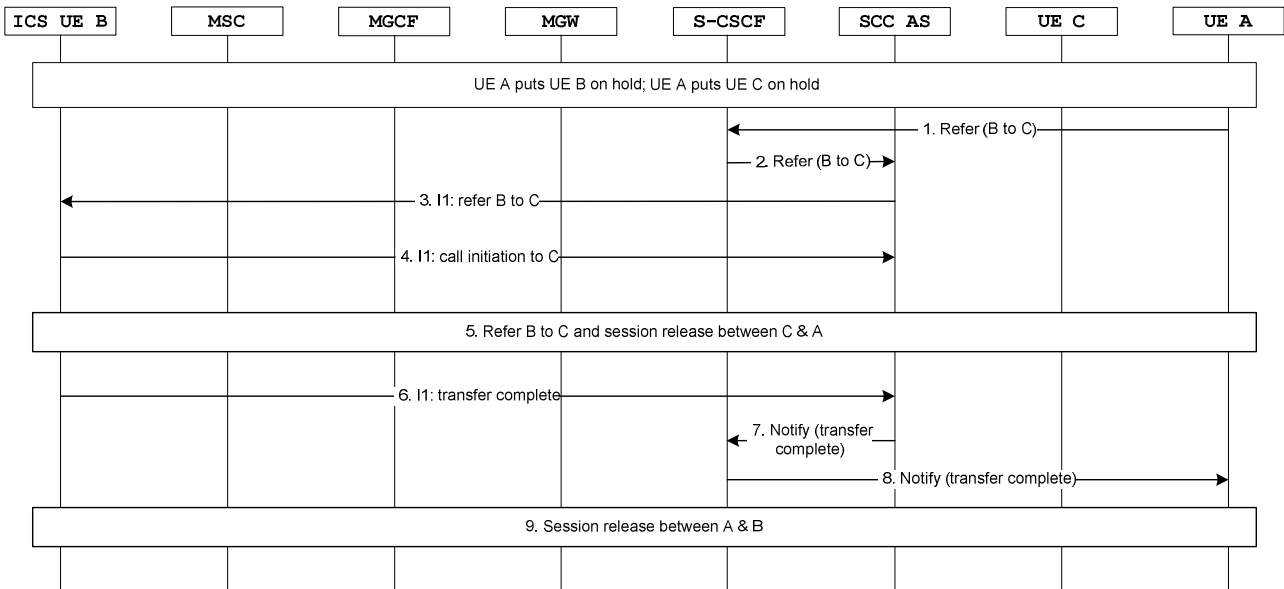 ICS UE B
MSC
MGCF
MGW
S-CSCF
SCC AS
UE C
UE A
UE A puts UE B on hold; UE A puts UE C on hold
1. Refer (B to C)
2. Refer (B to C)
3. I1: refer B to C
4. I1: call initiation to C
5. Refer B to C and session release between C & A
6. I1: transfer complete
7. Notify (transfer
complete)
8. Notify (transfer complete)
9. Session release between A & B